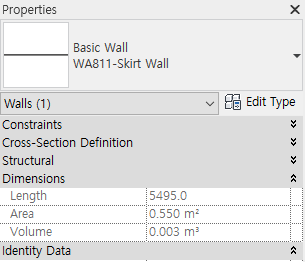 Properties
Basic Wall
WA811-Skirt Wall
Walls (1)
Edit Type
Constraints
Cross-Section Definition
Structural
Dimensions
Length 5495.0
Area 0.550 m²
Volume 0.003 m³
Identity Data